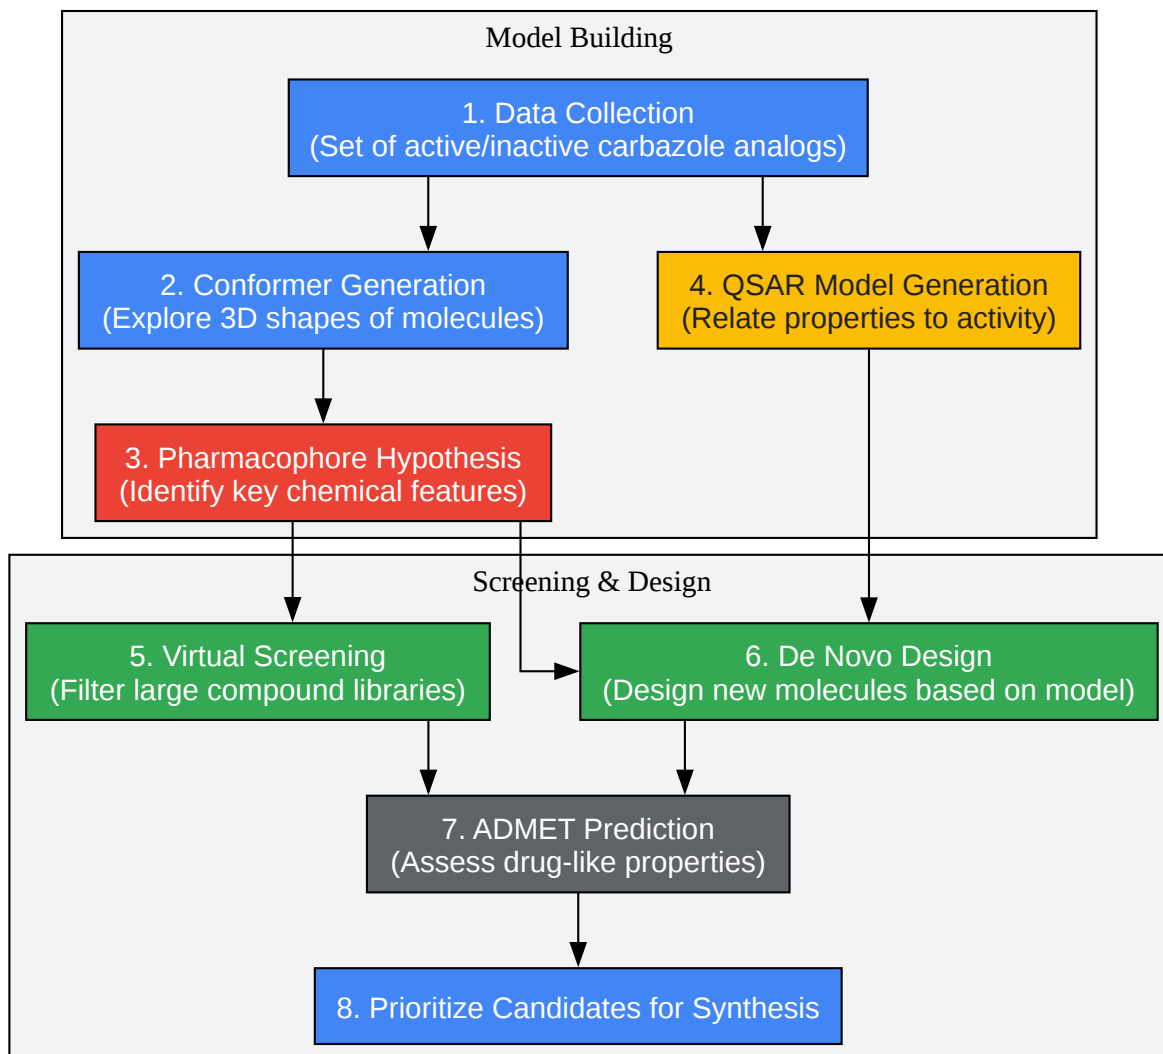 Model Building
1. Data Collection
(Set of active/inactive carbazole analogs)
2. Conformer Generation
(Explore 3D shapes of molecules)
4. QSAR Model Generation
(Relate properties to activity)
3. Pharmacophore Hypothesis
(Identify key chemical features)
Screening & Design
5. Virtual Screening
(Filter large compound libraries)
6. De Novo Design
(Design new molecules based on model)
7. ADMET Prediction
(Assess drug-like properties)
8. Prioritize Candidates for Synthesis